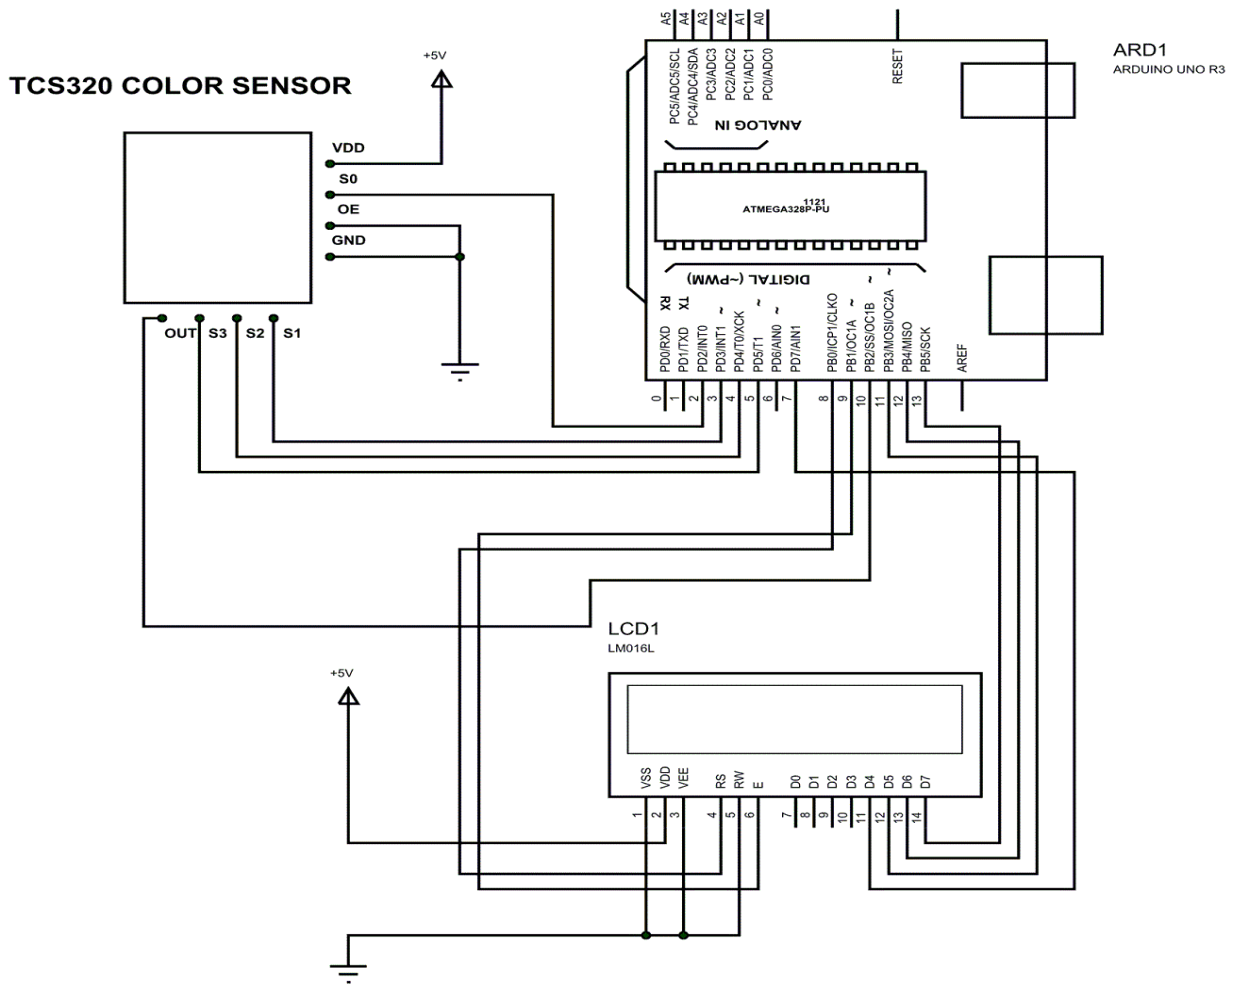 TCS320 COLOR SENSOR
+5V
VDD
S0
OE
GND
OUT S3 S2 S1
ARD1
ARDUINO UNO R3
A5 A4 A3 A2 A1 A0
RESET
PC5/ADC5/SCL
PC4/ADC4/SDA
PC3/ADC3
PC2/ADC2
PC1/ADC1
PC0/ADC0
ANALOG IN
1121
ATMEGA328P-PU
DIGITAL (~PWM)
RX
TX
~ ~ ~ ~ ~ ~
PD0/RXD
PD1/TXD
PD2/INT0
PD3/INT1
PD4/T0/XCK
PD5/T1
PD6/AIN0
PD7/AIN1
PB0/ICP1/CLKO
PB1/OC1A
PB2/SS/OC1B
PB3/MOSI/OC2A
PB4/MISO
PB5/SCK
AREF
0 1 2 3 4 5 6 7 8 9 10 11 12 13
LCD1
LM016L
+5V
VSS VDD VEE RS RW E D0 D1 D2 D3 D4 D5 D6 D7
1 2 3 4 5 6 7 8 9 10 11 12 13 14